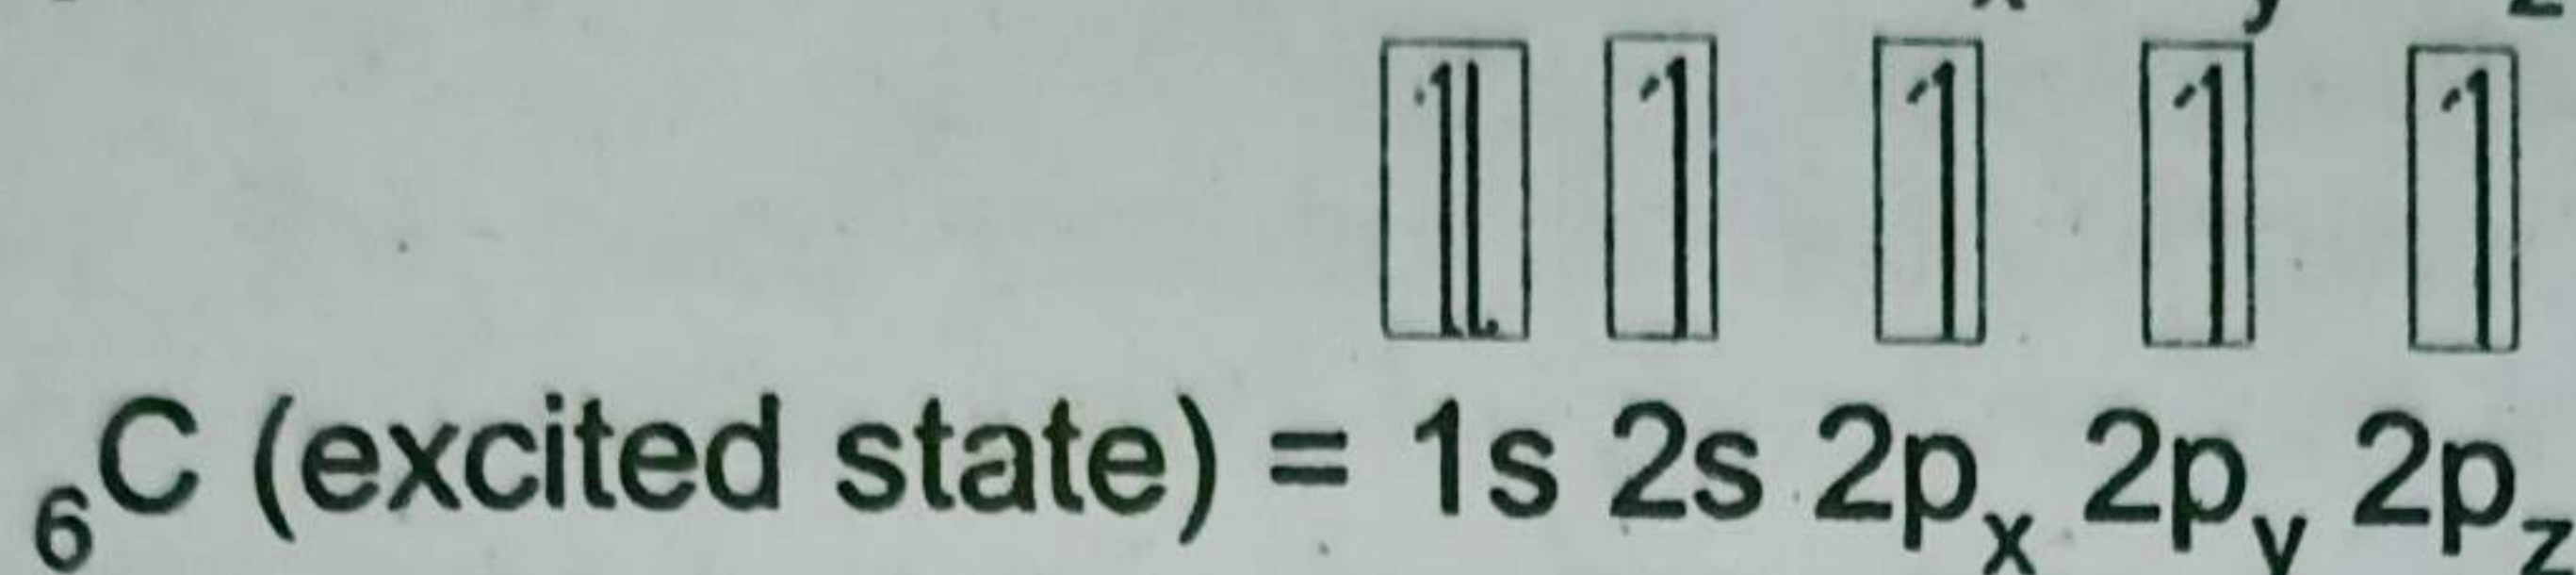 ₆C (excited state) = 1s 2s 2pₓ 2pᵧ 2p_z